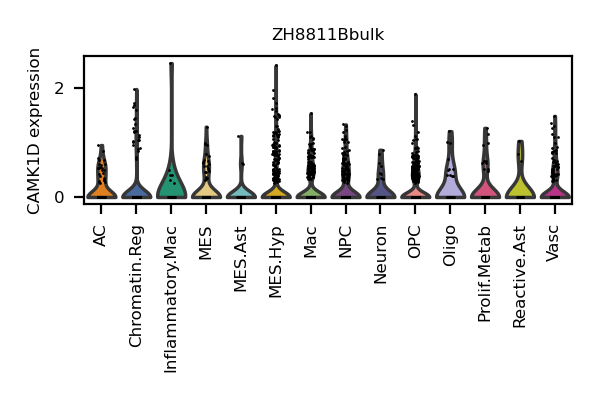 ZH8811Bbulk
CAMK1D expression
2
0
AC
Chromatin.Reg
Inflammatory.Mac
MES
MES.Ast
MES.Hyp
Mac
NPC
Neuron
OPC
Oligo
Prolif.Metab
Reactive.Ast
Vasc